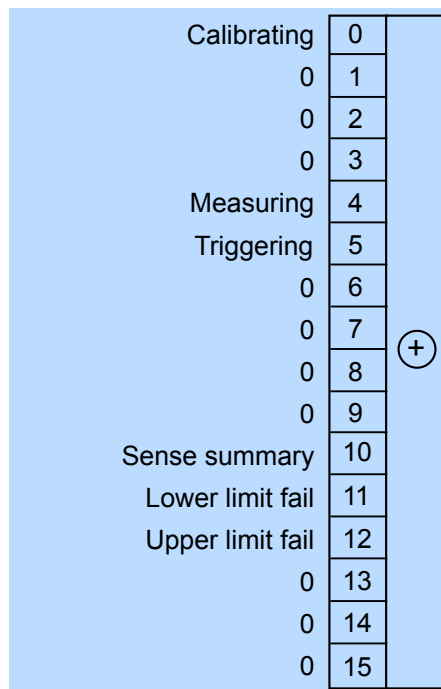 Calibrating 0
0 1
0 2
0 3
Measuring 4
Triggering 5
0 6
0 7
+
0 8
0 9
Sense summary 10
Lower limit fail 11
Upper limit fail 12
0 13
0 14
0 15